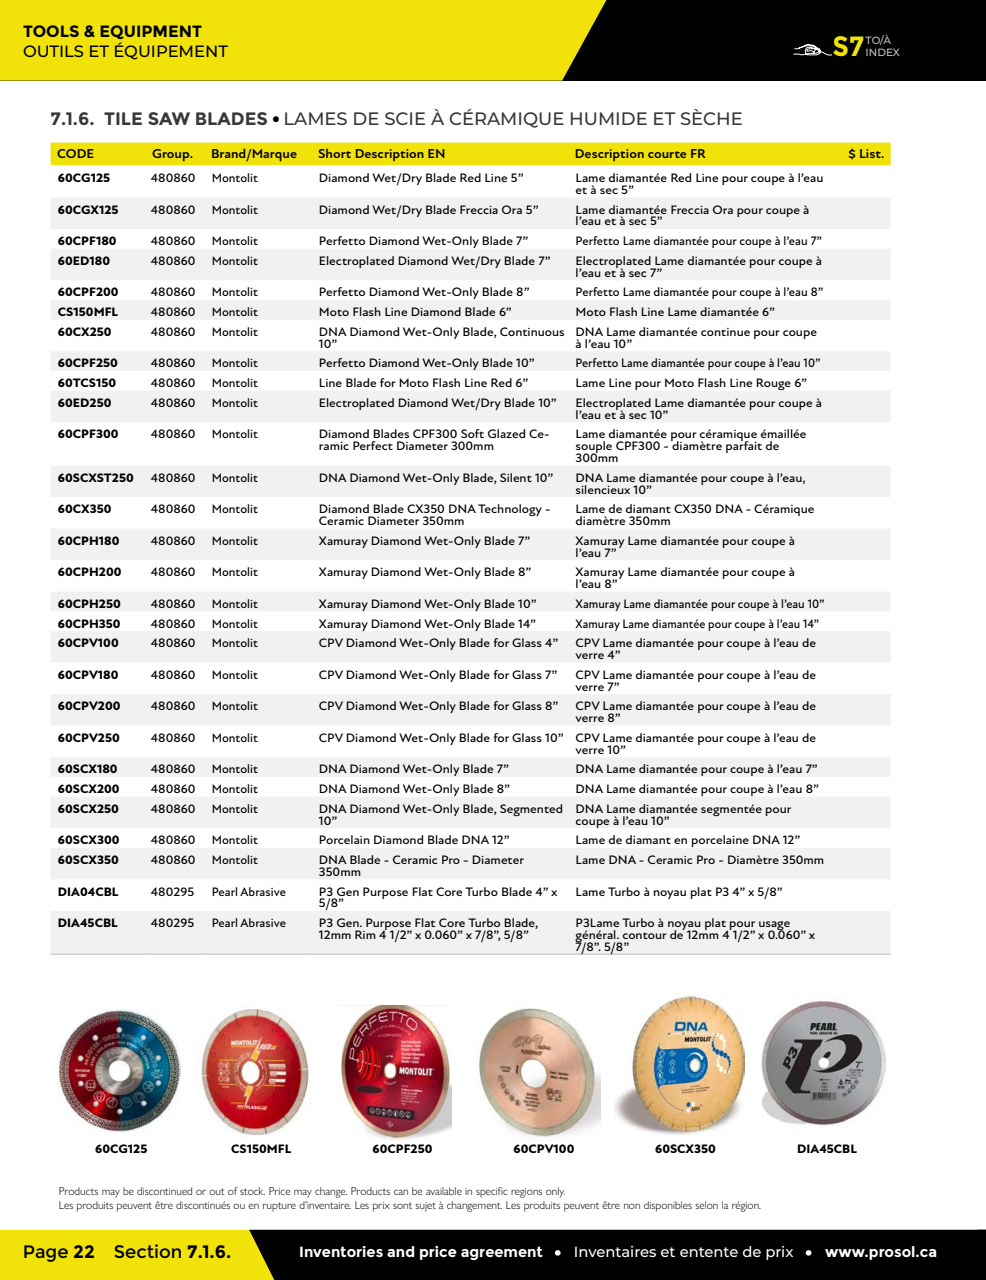 TOOLS & EQUIPMENT
OUTILS ET ÉQUIPEMENT
S7 TO/À INDEX
7.1.6. TILE SAW BLADES • LAMES DE SCIE À CÉRAMIQUE HUMIDE ET SÈCHE
CODE Group. Brand/Marque Short Description EN Description courte FR $ List.
60CG125 480860 Montolit Diamond Wet/Dry Blade Red Line 5” Lame diamantée Red Line pour coupe à l’eau
et à sec 5”
60CGX125 480860 Montolit Diamond Wet/Dry Blade Freccia Ora 5” Lame diamantée Freccia Ora pour coupe à
l’eau et à sec 5”
60CPF180 480860 Montolit Perfetto Diamond Wet-Only Blade 7” Perfetto Lame diamantée pour coupe à l’eau 7”
60ED180 480860 Montolit Electroplated Diamond Wet/Dry Blade 7” Electroplated Lame diamantée pour coupe à
l’eau et à sec 7”
60CPF200 480860 Montolit Perfetto Diamond Wet-Only Blade 8” Perfetto Lame diamantée pour coupe à l’eau 8”
CS150MFL 480860 Montolit Moto Flash Line Diamond Blade 6” Moto Flash Line Lame diamantée 6”
60CX250 480860 Montolit DNA Diamond Wet-Only Blade, Continuous DNA Lame diamantée continue pour coupe
10” à l’eau 10”
60CPF250 480860 Montolit Perfetto Diamond Wet-Only Blade 10” Perfetto Lame diamantée pour coupe à l’eau 10”
60TCS150 480860 Montolit Line Blade for Moto Flash Line Red 6” Lame Line pour Moto Flash Line Rouge 6”
60ED250 480860 Montolit Electroplated Diamond Wet/Dry Blade 10” Electroplated Lame diamantée pour coupe à
l’eau et à sec 10”
60CPF300 480860 Montolit Diamond Blades CPF300 Soft Glazed Ce- Lame diamantée pour céramique émaillée
ramic Perfect Diameter 300mm souple CPF300 - diamètre parfait de
300mm
60SCXST250 480860 Montolit DNA Diamond Wet-Only Blade, Silent 10” DNA Lame diamantée pour coupe à l’eau,
silencieux 10”
60CX350 480860 Montolit Diamond Blade CX350 DNA Technology - Lame de diamant CX350 DNA - Céramique
Ceramic Diameter 350mm diamètre 350mm
60CPH180 480860 Montolit Xamuray Diamond Wet-Only Blade 7” Xamuray Lame diamantée pour coupe à
l’eau 7”
60CPH200 480860 Montolit Xamuray Diamond Wet-Only Blade 8” Xamuray Lame diamantée pour coupe à
l’eau 8”
60CPH250 480860 Montolit Xamuray Diamond Wet-Only Blade 10” Xamuray Lame diamantée pour coupe à l’eau 10”
60CPH350 480860 Montolit Xamuray Diamond Wet-Only Blade 14” Xamuray Lame diamantée pour coupe à l’eau 14”
60CPV100 480860 Montolit CPV Diamond Wet-Only Blade for Glass 4” CPV Lame diamantée pour coupe à l’eau de
verre 4”
60CPV180 480860 Montolit CPV Diamond Wet-Only Blade for Glass 7” CPV Lame diamantée pour coupe à l’eau de
verre 7”
60CPV200 480860 Montolit CPV Diamond Wet-Only Blade for Glass 8” CPV Lame diamantée pour coupe à l’eau de
verre 8”
60CPV250 480860 Montolit CPV Diamond Wet-Only Blade for Glass 10” CPV Lame diamantée pour coupe à l’eau de
verre 10”
60SCX180 480860 Montolit DNA Diamond Wet-Only Blade 7” DNA Lame diamantée pour coupe à l’eau 7”
60SCX200 480860 Montolit DNA Diamond Wet-Only Blade 8” DNA Lame diamantée pour coupe à l’eau 8”
60SCX250 480860 Montolit DNA Diamond Wet-Only Blade, Segmented DNA Lame diamantée segmentée pour
10” coupe à l’eau 10”
60SCX300 480860 Montolit Porcelain Diamond Blade DNA 12” Lame de diamant en porcelaine DNA 12”
60SCX350 480860 Montolit DNA Blade - Ceramic Pro - Diameter Lame DNA - Ceramic Pro - Diamètre 350mm
350mm
DIA04CBL 480295 Pearl Abrasive P3 Gen Purpose Flat Core Turbo Blade 4” x Lame Turbo à noyau plat P3 4” x 5/8”
5/8”
DIA45CBL 480295 Pearl Abrasive P3 Gen. Purpose Flat Core Turbo Blade, P3Lame Turbo à noyau plat pour usage
12mm Rim 4 1/2” x 0.060” x 7/8”, 5/8” général. contour de 12mm 4 1/2” x 0.060” x
7/8”. 5/8”
MONTOLIT RED
PERFETTO
MONTOLIT
DNA
MONTOLIT
PEARL
P3
60CG125 CS150MFL 60CPF250 60CPV100 60SCX350 DIA45CBL
Products may be discontinued or out of stock. Price may change. Products can be available in specific regions only.
Les produits peuvent être discontinués ou en rupture d’inventaire. Les prix sont sujet à changement. Les produits peuvent être non disponibles selon la région.
Page 22 Section 7.1.6. Inventories and price agreement • Inventaires et entente de prix • www.prosol.ca